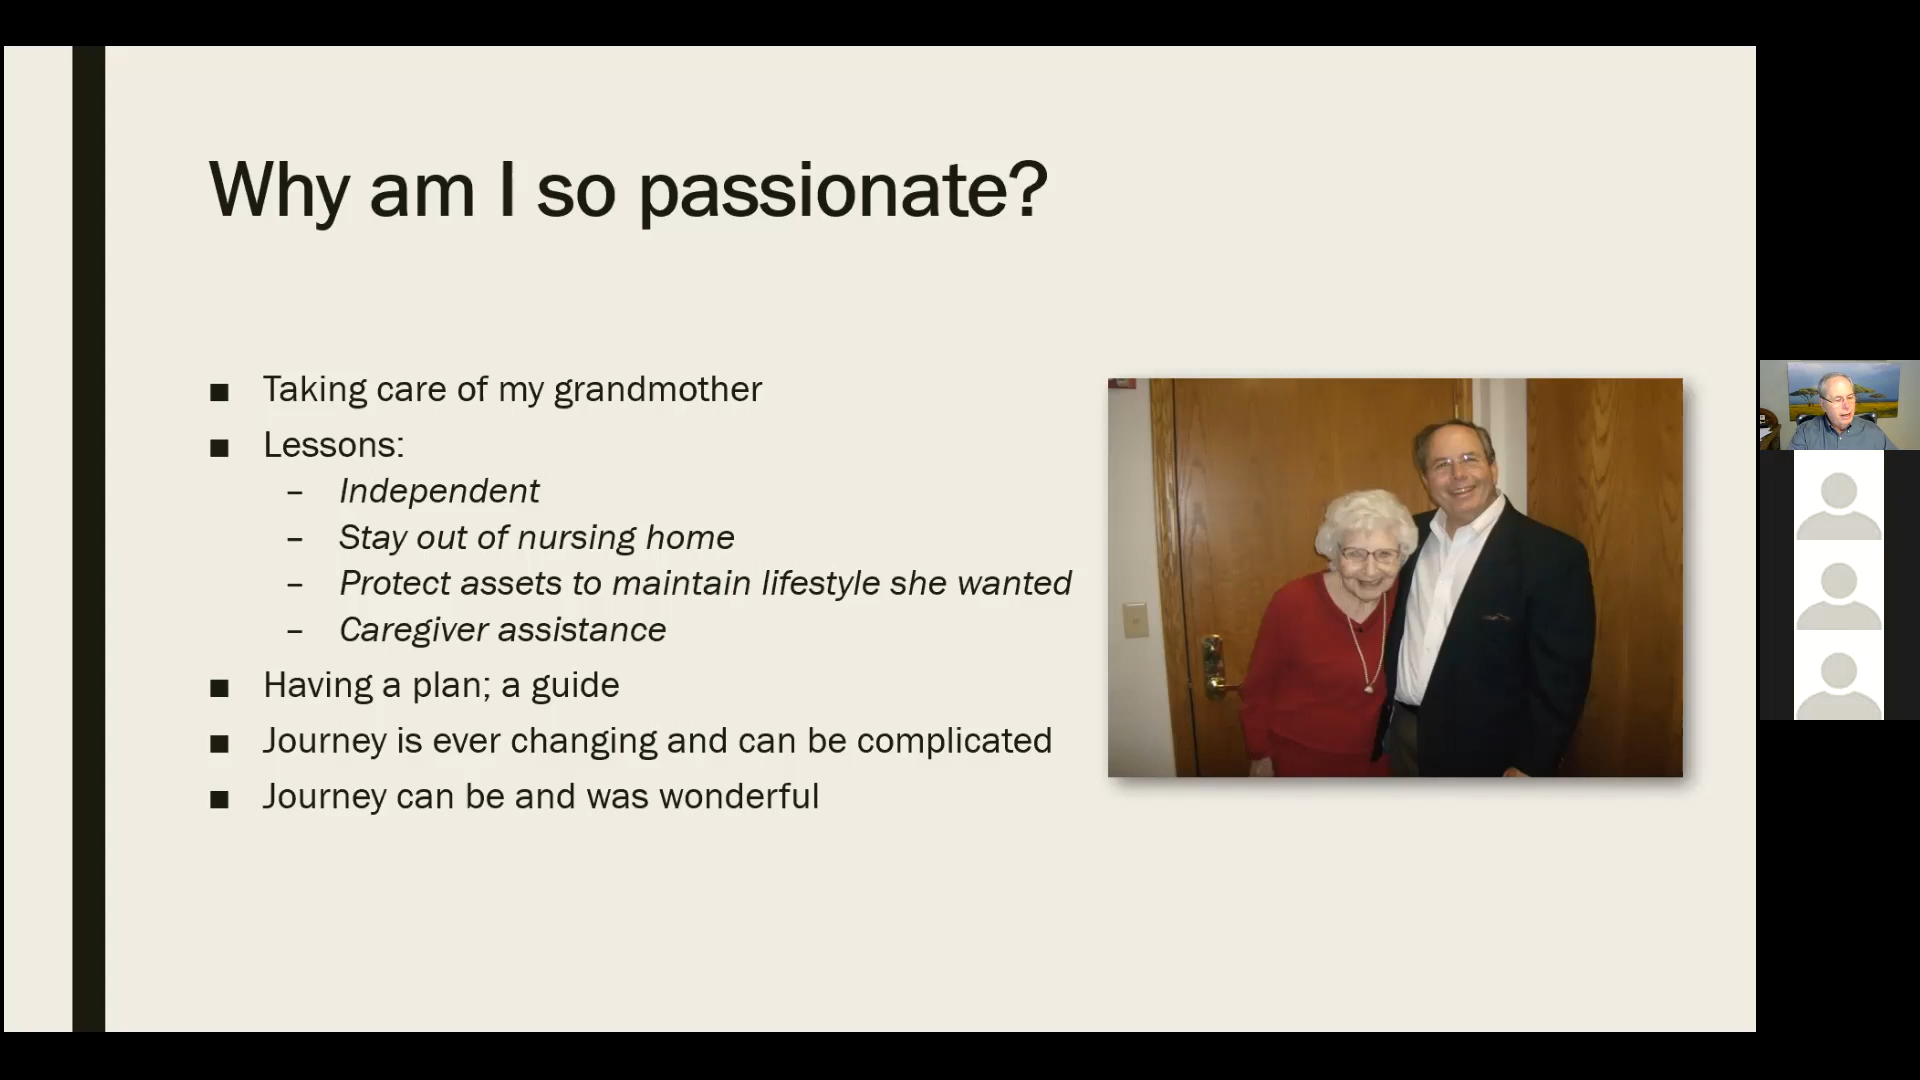 Why am I so passionate?
■ Taking care of my grandmother
■ Lessons:
– Independent
– Stay out of nursing home
– Protect assets to maintain lifestyle she wanted
– Caregiver assistance
■ Having a plan; a guide
■ Journey is ever changing and can be complicated
■ Journey can be and was wonderful